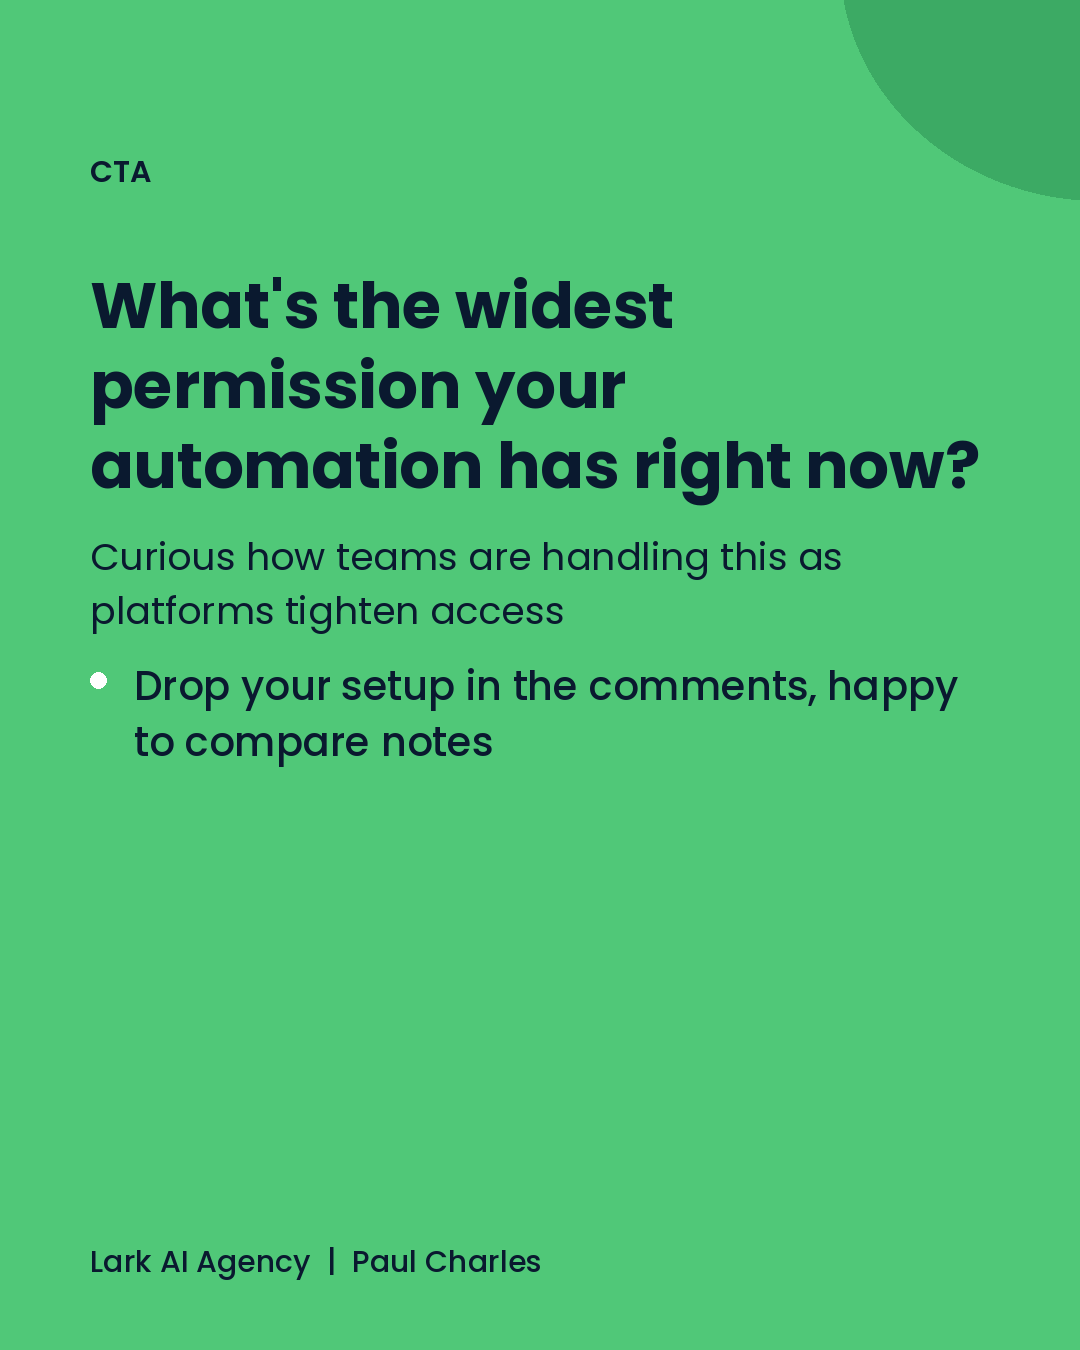 CTA
What's the widest
permission your
automation has right now?
Curious how teams are handling this as
platforms tighten access
Drop your setup in the comments, happy
to compare notes
Lark AI Agency | Paul Charles